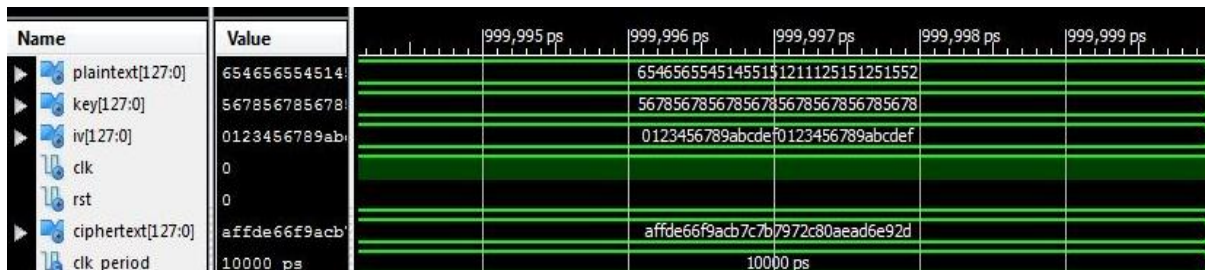 Name Value 999,995 ps 999,996 ps 999,997 ps 999,998 ps 999,999 ps
plaintext[127:0] 654656554514 65465655451455151211125151251552
key[127:0] 567856785678 56785678567856785678567856785678
iv[127:0] 0123456789ab 0123456789abcdef0123456789abcdef
clk 0
rst 0
ciphertext[127:0] affde66f9acb affde66f9acb7c7b7972c80aead6e92d
clk period 10000 ps 10000 ps